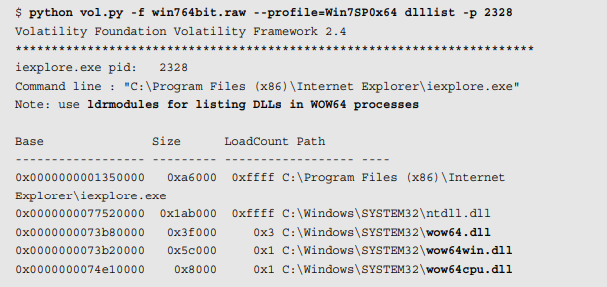 $ python vol.py -f win764bit.raw --profile=Win7SP0x64 dlllist -p 2328
Volatility Foundation Volatility Framework 2.4
************************************************************************
iexplore.exe pid:   2328
Command line : "C:\Program Files (x86)\Internet Explorer\iexplore.exe"
Note: use ldrmodules for listing DLLs in WOW64 processes

Base               Size      LoadCount Path
------------------ --------- ----------------- ----
0x0000000001350000   0xa6000   0xffff C:\Program Files (x86)\Internet
Explorer\iexplore.exe
0x0000000077520000  0x1ab000   0xffff C:\Windows\SYSTEM32\ntdll.dll
0x0000000073b80000   0x3f000      0x3 C:\Windows\SYSTEM32\wow64.dll
0x0000000073b20000   0x5c000      0x1 C:\Windows\SYSTEM32\wow64win.dll
0x0000000074e10000    0x8000      0x1 C:\Windows\SYSTEM32\wow64cpu.dll